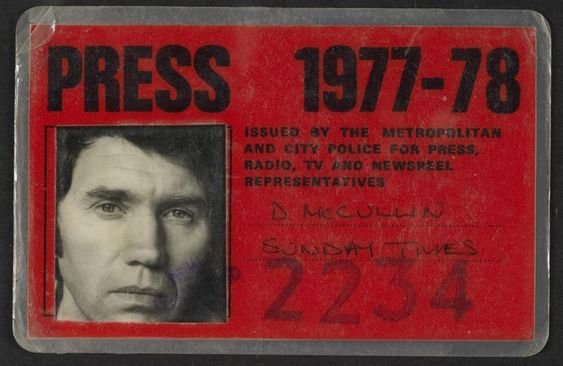 PRESS 1977-78
ISSUED BY THE METROPOLITAN
AND CITY POLICE FOR PRESS,
RADIO, TV AND NEWSREEL
REPRESENTATIVES
D. McCULLIN
SUNDAY TIMES
2234